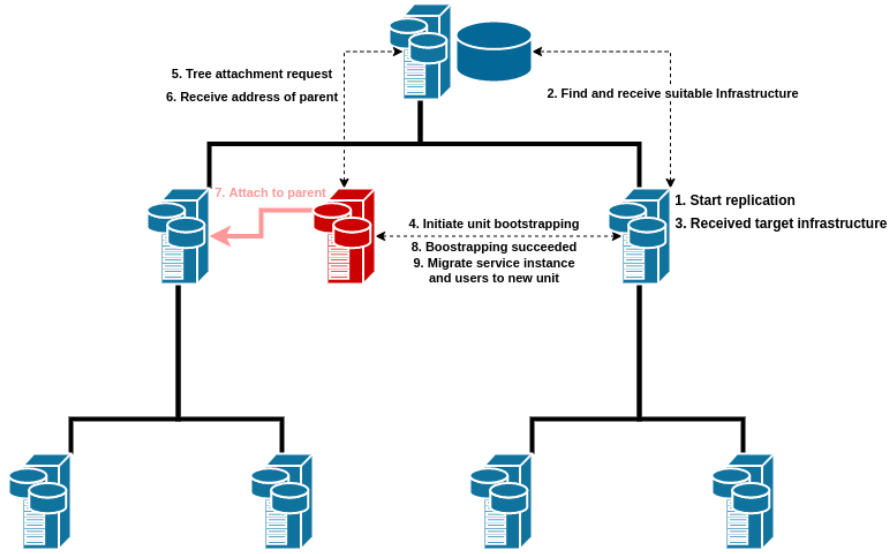 5. Tree attachment request
6. Receive address of parent
2. Find and receive suitable Infrastructure
7. Attach to parent
1. Start replication
3. Received target infrastructure
4. Initiate unit bootstrapping
8. Boostrapping succeeded
9. Migrate service instance
and users to new unit